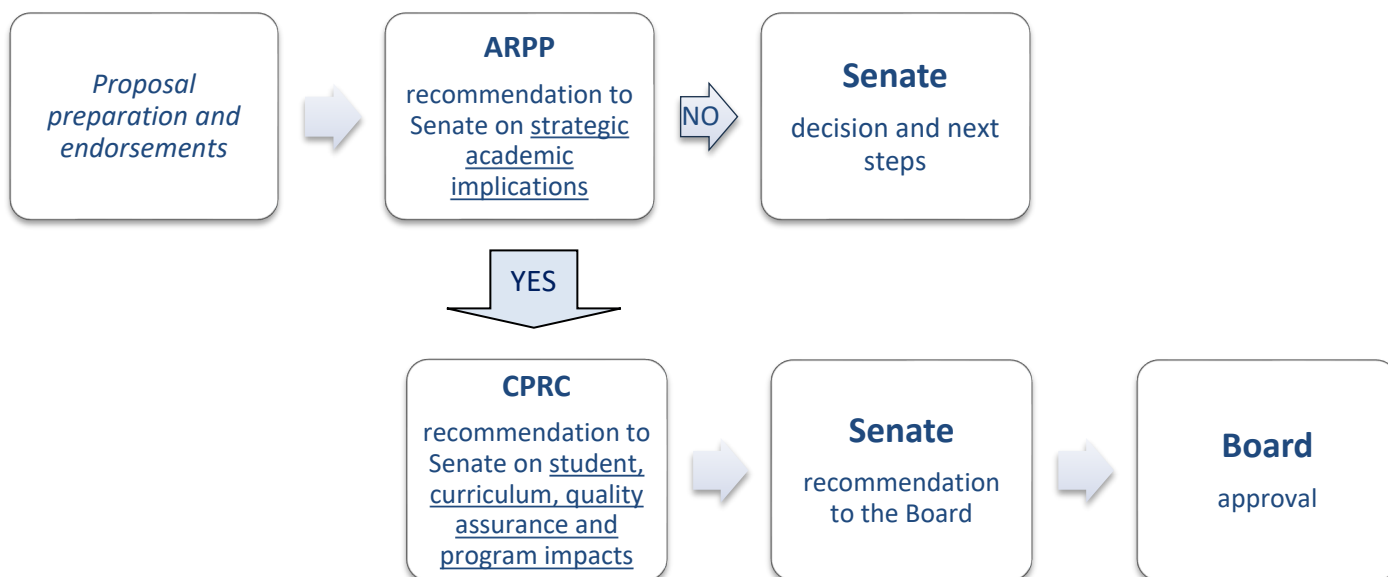 Proposal
preparation and
endorsements
ARPP
recommendation to
Senate on strategic
academic
implications
NO
Senate
decision and next
steps
YES
CPRC
recommendation to
Senate on student,
curriculum, quality
assurance and
program impacts
Senate
recommendation
to the Board
Board
approval